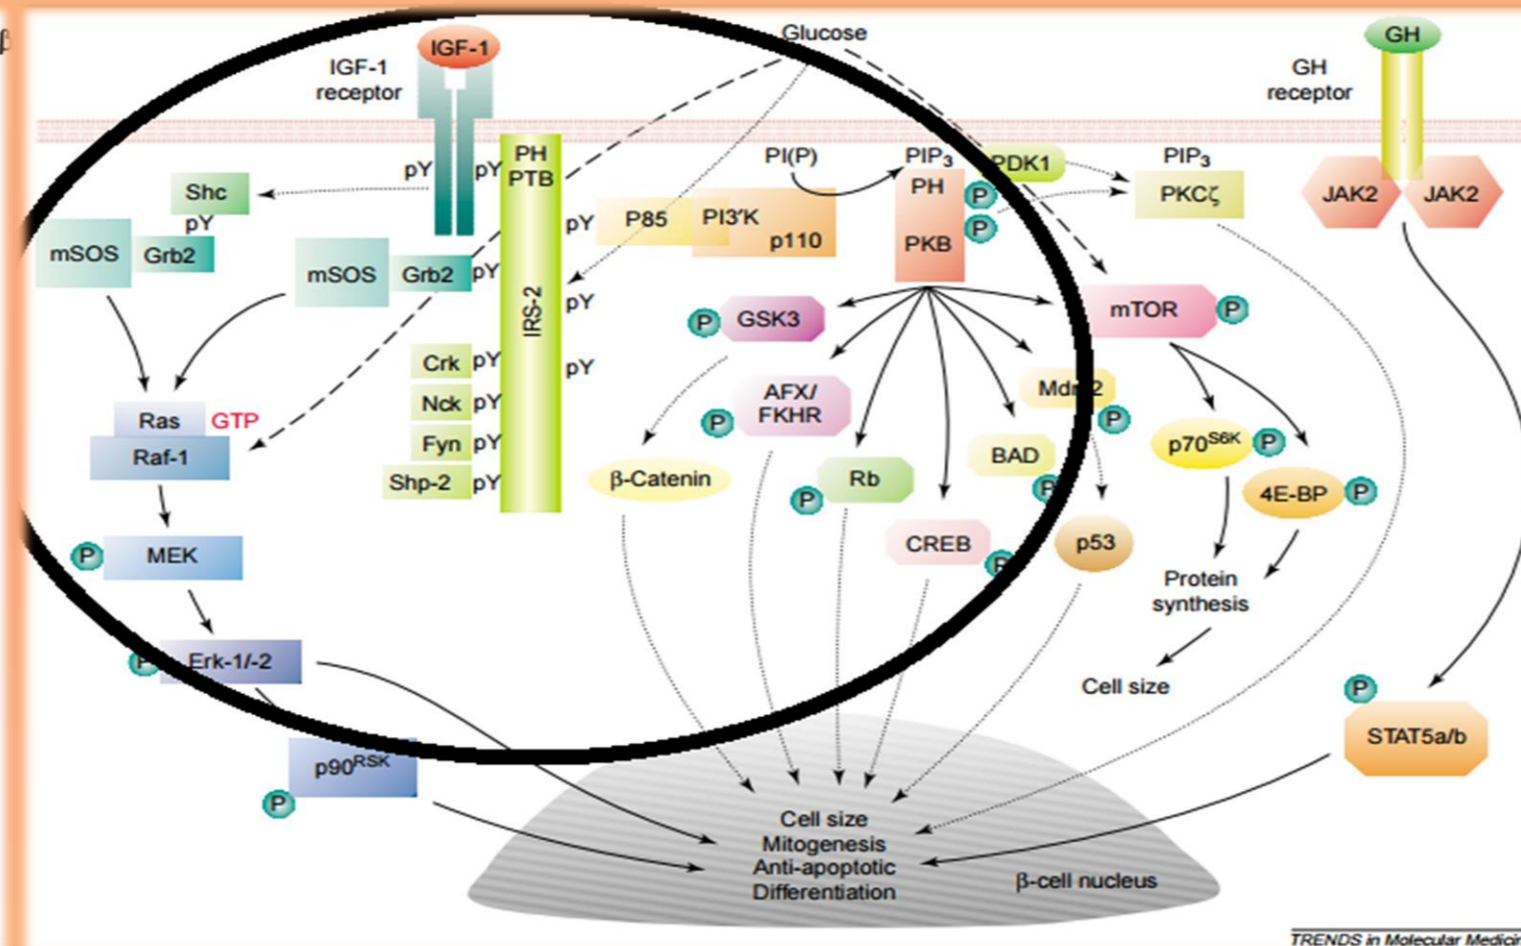 β
IGF-1
IGF-1
receptor
Glucose
GH
GH
receptor
pY
pY
PH
PTB
PI(P)
PIP3
PDK1
PIP3
Shc
pY
PH
P
PKCζ
JAK2
JAK2
mSOS
Grb2
mSOS
Grb2
pY
pY
P85
PI3′K
p110
PKB
P
IRS-2
pY
P
GSK3
mTOR
P
Crk
pY
pY
AFX/
FKHR
P
Mdm2
P
Nck
pY
Ras
GTP
Raf-1
Fyn
pY
BAD
P
p70S6K
P
Shp-2
pY
β-Catenin
Rb
P
4E-BP
P
CREB
P
p53
P
MEK
Protein
synthesis
P
Erk-1/-2
Cell size
P
STAT5a/b
p90RSK
P
Cell size
Mitogenesis
Anti-apoptotic
Differentiation
β-cell nucleus
TRENDS in Molecular